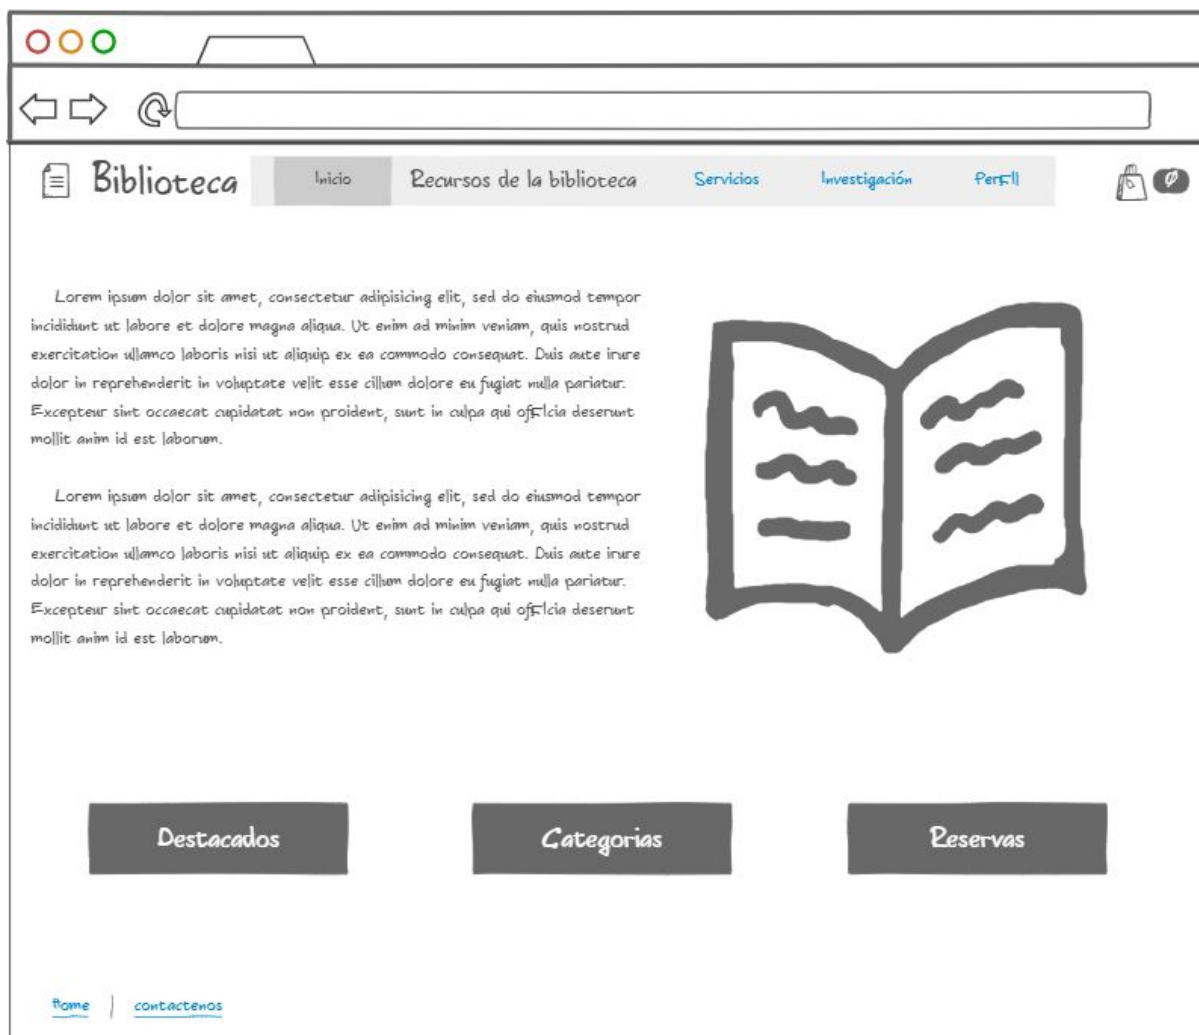 Biblioteca Inicio Recursos de la biblioteca Servicios Investigación Perfil 0
Lorem ipsum dolor sit amet, consectetur adipisicing elit, sed do eiusmod tempor
incididunt ut labore et dolore magna aliqua. Ut enim ad minim veniam, quis nostrud
exercitation ullamco laboris nisi ut aliquip ex ea commodo consequat. Duis aute irure
dolor in reprehenderit in voluptate velit esse cillum dolore eu fugiat nulla pariatur.
Excepteur sint occaecat cupidatat non proident, sunt in culpa qui officia deserunt
mollit anim id est laborum.
Lorem ipsum dolor sit amet, consectetur adipisicing elit, sed do eiusmod tempor
incididunt ut labore et dolore magna aliqua. Ut enim ad minim veniam, quis nostrud
exercitation ullamco laboris nisi ut aliquip ex ea commodo consequat. Duis aute irure
dolor in reprehenderit in voluptate velit esse cillum dolore eu fugiat nulla pariatur.
Excepteur sint occaecat cupidatat non proident, sunt in culpa qui officia deserunt
mollit anim id est laborum.
Destacados Categorias Reservas
Home | contactenos